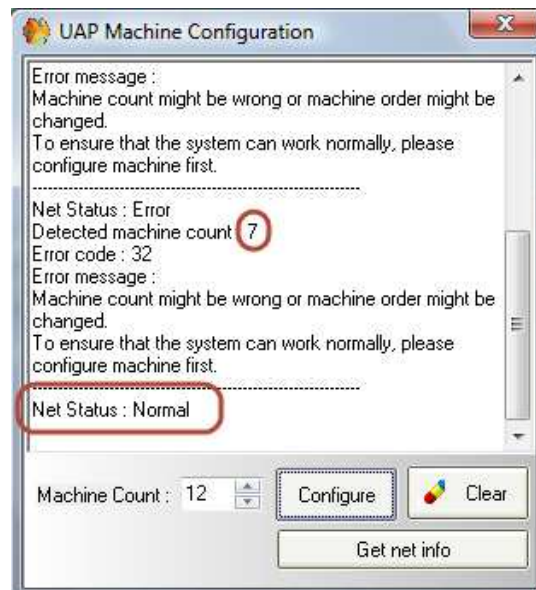 UAP Machine Configuration
Error message :
Machine count might be wrong or machine order might be
changed.
To ensure that the system can work normally, please
configure machine first.
------------------------------------------------------------
Net Status : Error
Detected machine count: 7
Error code : 32
Error message :
Machine count might be wrong or machine order might be
changed.
To ensure that the system can work normally, please
configure machine first.
------------------------------------------------------------
Net Status : Normal
Machine Count : 12 Configure Clear
Get net info